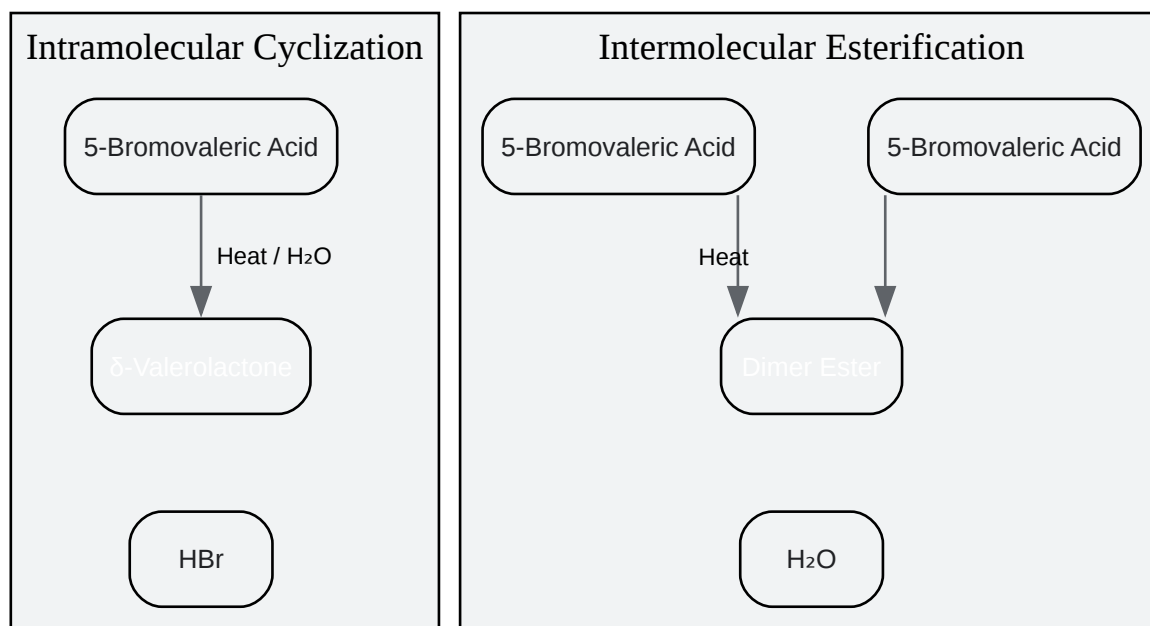 Intramolecular Cyclization
5-Bromovaleric Acid
Heat / H₂O
δ-Valerolactone
HBr
Intermolecular Esterification
5-Bromovaleric Acid
5-Bromovaleric Acid
Heat
Dimer Ester
H₂O